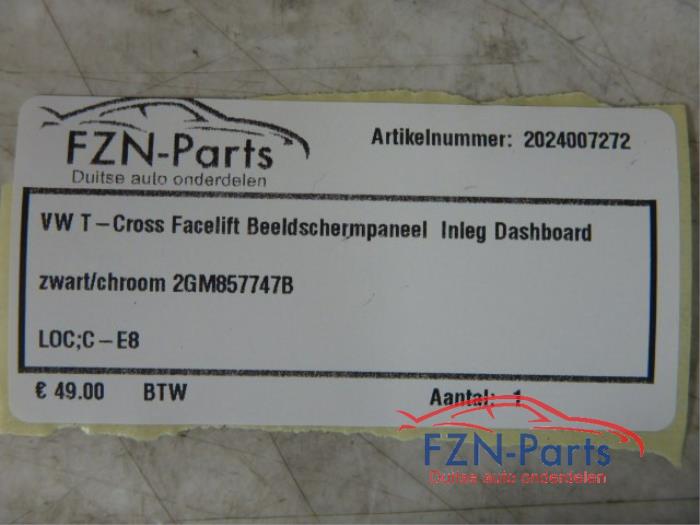 FZN-Parts
Duitse auto onderdelen
Artikelnummer: 2024007272
VW T-Cross Facelift Beeldschermpaneel Inleg Dashboard
zwart/chroom 2GM857747B
LOC;C-E8
€ 49.00 BTW Aantal: 1
FZN-Parts
Duitse auto onderdelen